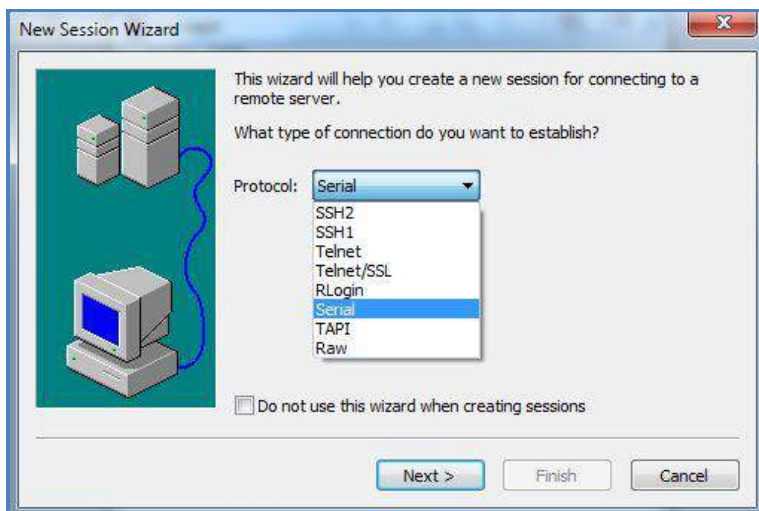 New Session Wizard
This wizard will help you create a new session for connecting to a
remote server.
What type of connection do you want to establish?
Protocol: Serial
SSH2
SSH1
Telnet
Telnet/SSL
RLogin
Serial
TAPI
Raw
Do not use this wizard when creating sessions
Next >
Finish
Cancel